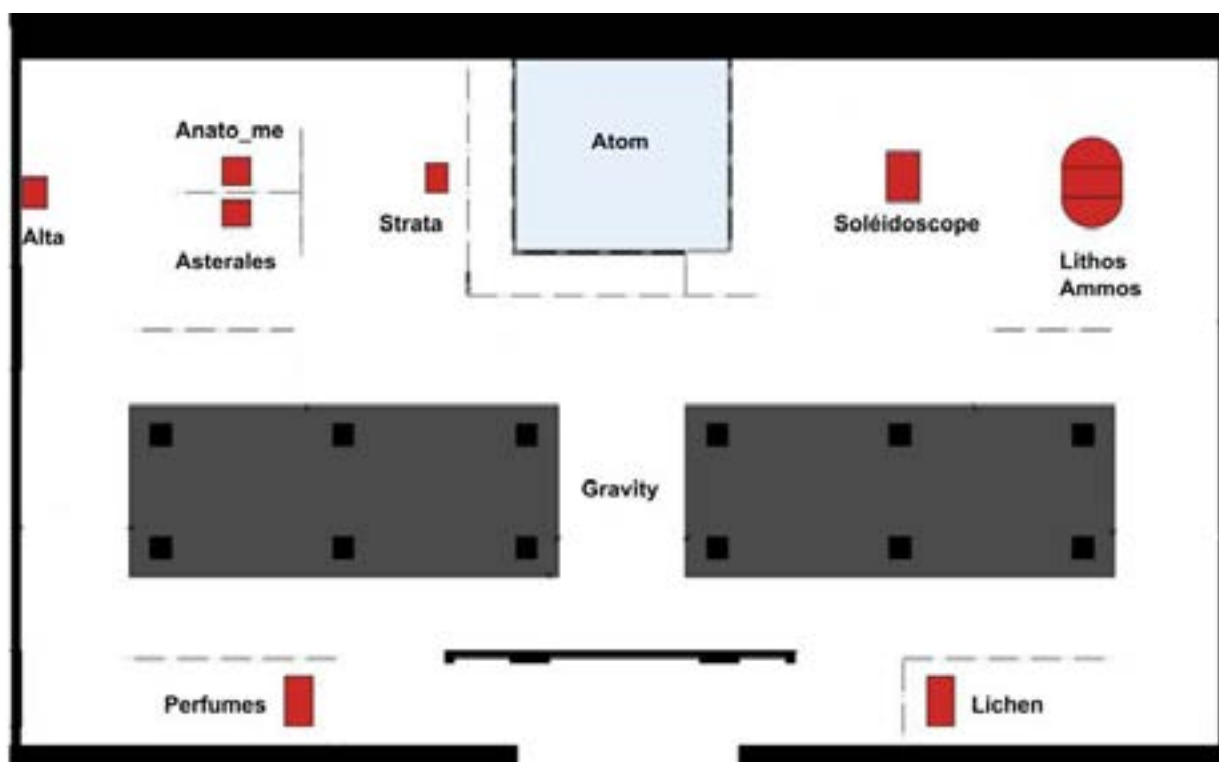 Anato_me
Atom
Alta
Strata
Soléidoscope
Asterales
Lithos
Ammos
Gravity
Perfumes
Lichen